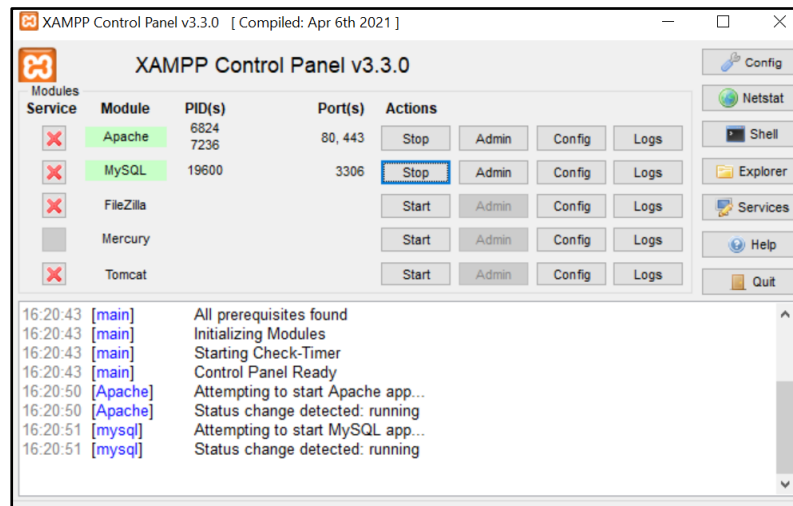 XAMPP Control Panel v3.3.0 [ Compiled: Apr 6th 2021 ]
XAMPP Control Panel v3.3.0
Config
Modules
Service Module PID(s) Port(s) Actions
Netstat
Apache 6824 7236 80, 443 Stop Admin Config Logs
Shell
MySQL 19600 3306 Stop Admin Config Logs
Explorer
FileZilla Start Admin Config Logs
Services
Mercury Start Admin Config Logs
Help
Tomcat Start Admin Config Logs
Quit
16:20:43 [main] All prerequisites found
16:20:43 [main] Initializing Modules
16:20:43 [main] Starting Check-Timer
16:20:43 [main] Control Panel Ready
16:20:50 [Apache] Attempting to start Apache app...
16:20:50 [Apache] Status change detected: running
16:20:51 [mysql] Attempting to start MySQL app...
16:20:51 [mysql] Status change detected: running